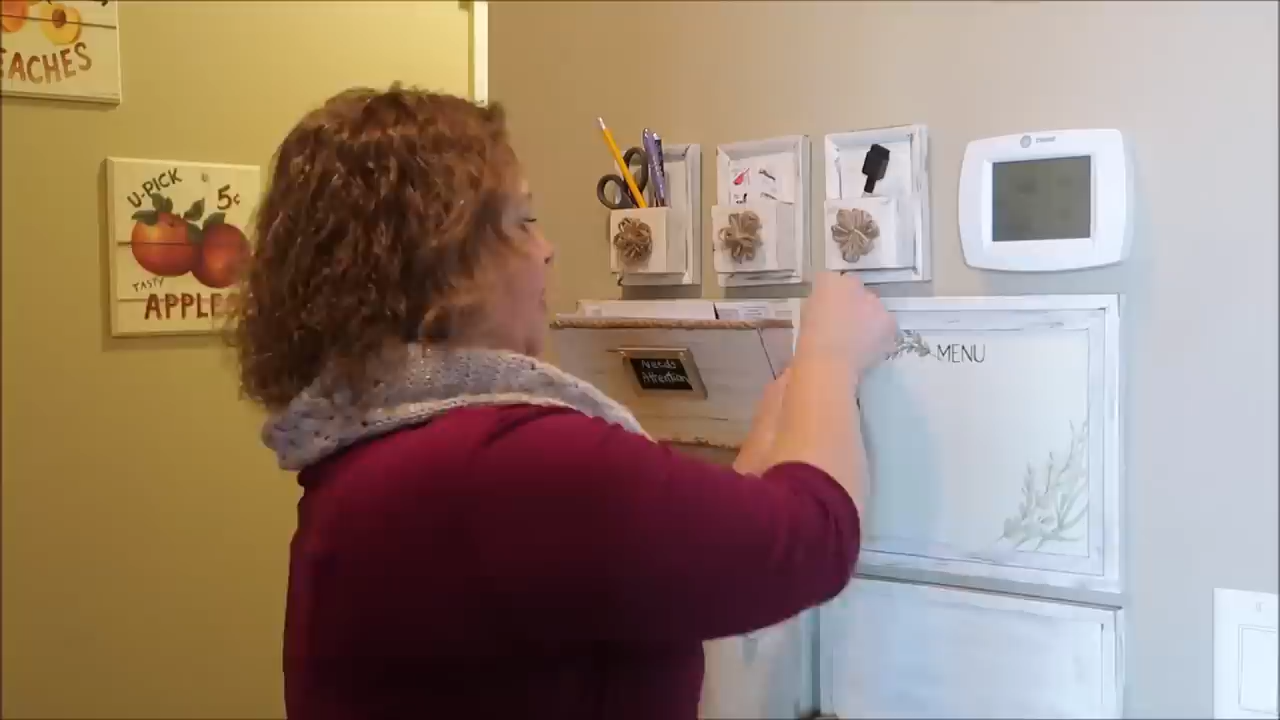 EACHES
U-PICK 5¢
TASTY
APPLES
Needs
Attention
MENU